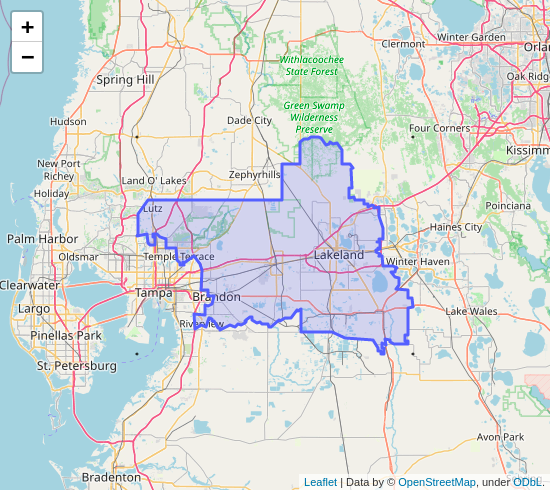 +
−
Withlacoochee
State Forest
Clermont
Winter Garden
Orlan
Oak Ridg
Spring Hill
Green Swamp
Wilderness
Preserve
Hudson
Dade City
Four Corners
Kissimm
New Port
Richey
Land O' Lakes
Zephyrhills
Holiday
Lutz
Poinciana
Palm Harbor
Haines City
Oldsmar
Temple Terrace
Lakeland
Winter Haven
Clearwater
Tampa
Brandon
Largo
Lake Wales
Riverview
Pinellas Park
St. Petersburg
Avon Park
Bradenton
Leaflet | Data by © OpenStreetMap, under ODbL.